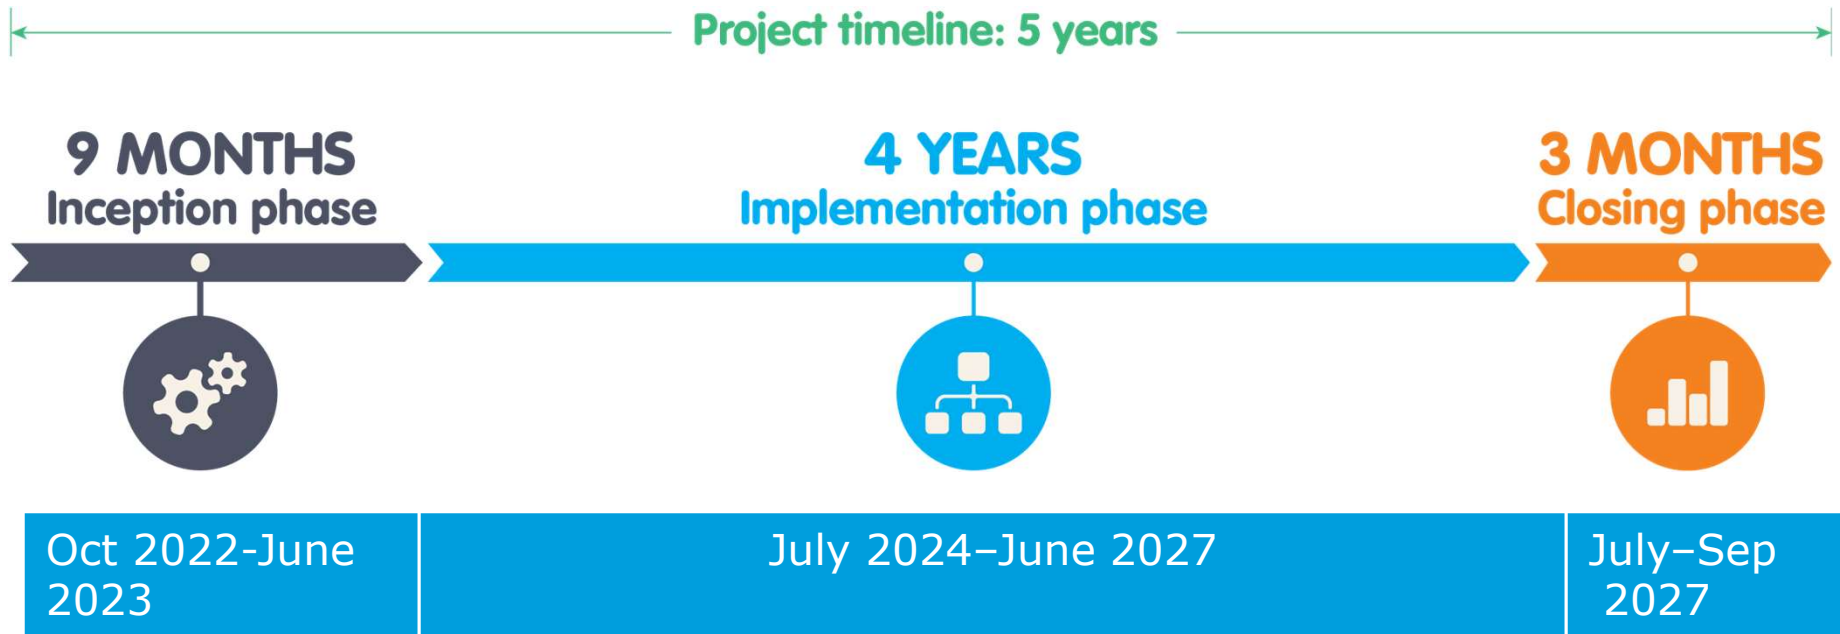 Project timeline: 5 years
9 MONTHS
Inception phase
4 YEARS
Implementation phase
3 MONTHS
Closing phase
Oct 2022-June
2023
July 2024–June 2027
July–Sep
2027